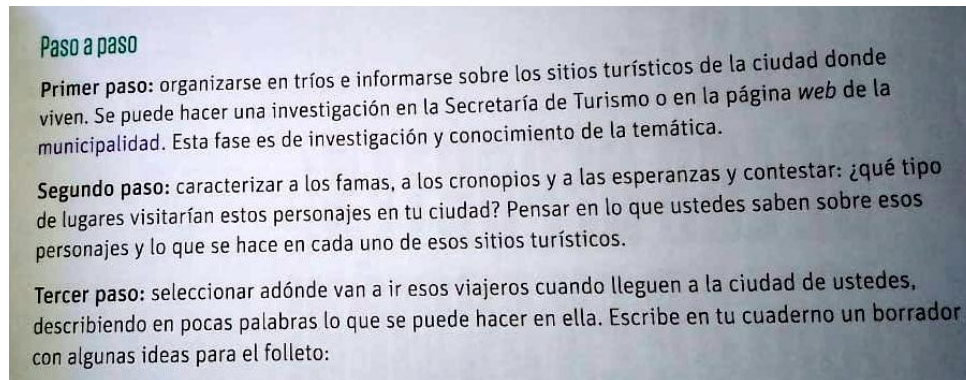 Paso a paso
Primer paso: organizarse en tríos e informarse sobre los sitios turísticos de la ciudad donde
viven. Se puede hacer una investigación en la Secretaría de Turismo o en la página web de la
municipalidad. Esta fase es de investigación y conocimiento de la temática.
Segundo paso: caracterizar a los famas, a los cronopios y a las esperanzas y contestar: ¿qué tipo
de lugares visitarían estos personajes en tu ciudad? Pensar en lo que ustedes saben sobre esos
personajes y lo que se hace en cada uno de esos sitios turísticos.
Tercer paso: seleccionar adónde van a ir esos viajeros cuando lleguen a la ciudad de ustedes,
describiendo en pocas palabras lo que se puede hacer en ella. Escribe en tu cuaderno un borrador
con algunas ideas para el folleto: